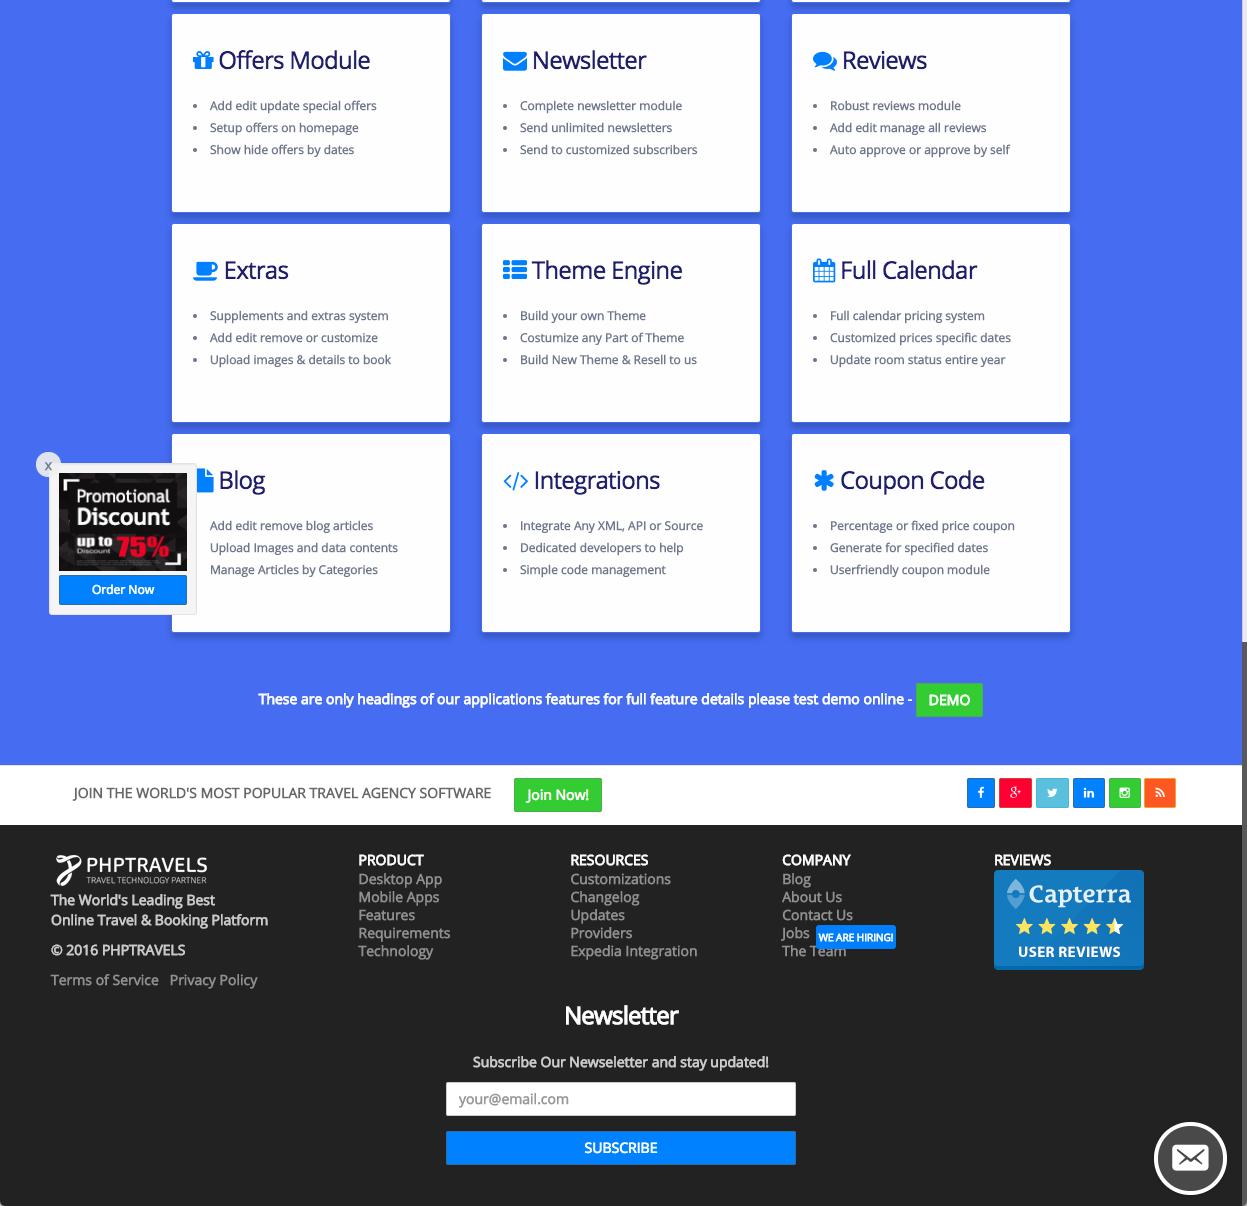 Offers Module
Add edit update special offers
Setup offers on homepage
Show hide offers by dates
Newsletter
Complete newsletter module
Send unlimited newsletters
Send to customized subscribers
Reviews
Robust reviews module
Add edit manage all reviews
Auto approve or approve by self
Extras
Supplements and extras system
Add edit remove or customize
Upload images & details to book
Theme Engine
Build your own Theme
Costumize any Part of Theme
Build New Theme & Resell to us
Full Calendar
Full calendar pricing system
Customized prices specific dates
Update room status entire year
x
Promotional
Discount
up to 75%
Discount
Order Now
Blog
Add edit remove blog articles
Upload Images and data contents
Manage Articles by Categories
Integrations
Integrate Any XML, API or Source
Dedicated developers to help
Simple code management
Coupon Code
Percentage or fixed price coupon
Generate for specified dates
Userfriendly coupon module
These are only headings of our applications features for full feature details please test demo online - DEMO
JOIN THE WORLD'S MOST POPULAR TRAVEL AGENCY SOFTWARE Join Now!
PHPTRAVELS
TRAVEL TECHNOLOGY PARTNER
The World's Leading Best
Online Travel & Booking Platform
© 2016 PHPTRAVELS
Terms of Service Privacy Policy
PRODUCT
Desktop App
Mobile Apps
Features
Requirements
Technology
RESOURCES
Customizations
Changelog
Updates
Providers
Expedia Integration
COMPANY
Blog
About Us
Contact Us
Jobs WE ARE HIRING!
The Team
REVIEWS
Capterra
USER REVIEWS
Newsletter
Subscribe Our Newseletter and stay updated!
your@email.com
SUBSCRIBE